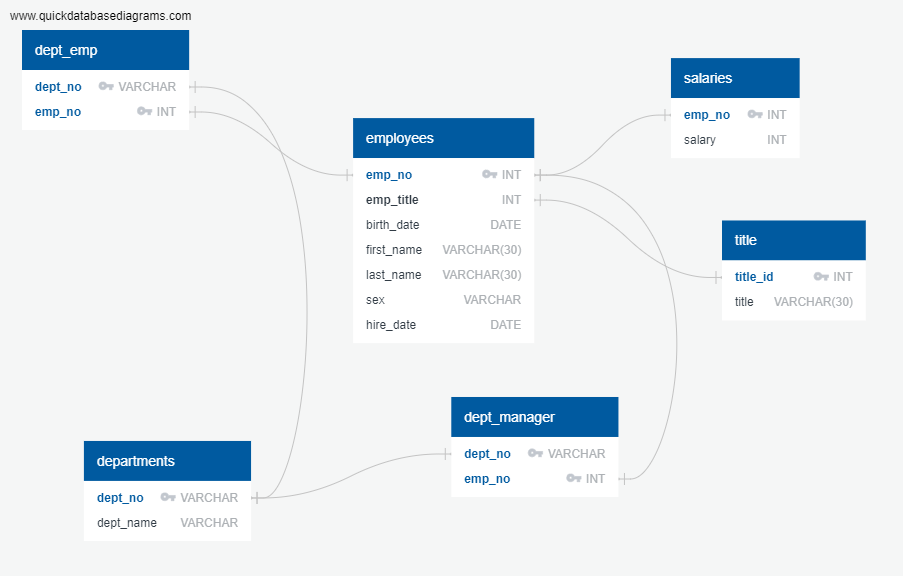 www.quickdatabasediagrams.com
dept_emp
dept_no VARCHAR
emp_no INT
salaries
emp_no INT
salary INT
employees
emp_no INT
emp_title INT
birth_date DATE
first_name VARCHAR(30)
last_name VARCHAR(30)
sex VARCHAR
hire_date DATE
title
title_id INT
title VARCHAR(30)
dept_manager
dept_no VARCHAR
emp_no INT
departments
dept_no VARCHAR
dept_name VARCHAR